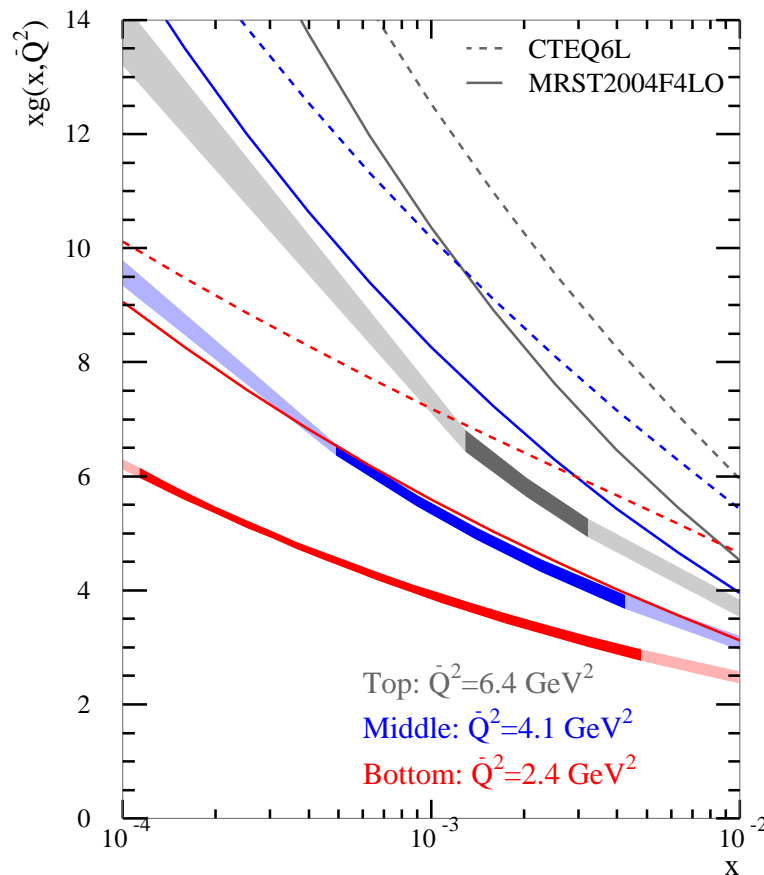 xg(x,Q̄²)
14
12
10
8
6
4
2
0
CTEQ6L
MRST2004F4LO
Top: Q̄²=6.4 GeV²
Middle: Q̄²=4.1 GeV²
Bottom: Q̄²=2.4 GeV²
10⁻⁴
10⁻³
10⁻²
x